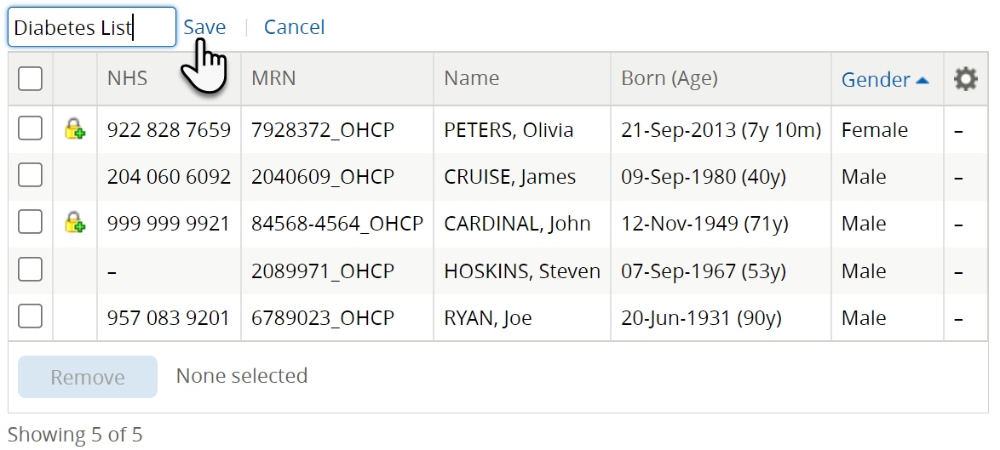 Diabetes List Save Cancel
NHS MRN Name Born (Age) Gender
922 828 7659 7928372_OHCP PETERS, Olivia 21-Sep-2013 (7y 10m) Female –
204 060 6092 2040609_OHCP CRUISE, James 09-Sep-1980 (40y) Male –
999 999 9921 84568-4564_OHCP CARDINAL, John 12-Nov-1949 (71y) Male –
– 2089971_OHCP HOSKINS, Steven 07-Sep-1967 (53y) Male –
957 083 9201 6789023_OHCP RYAN, Joe 20-Jun-1931 (90y) Male –
Remove None selected
Showing 5 of 5